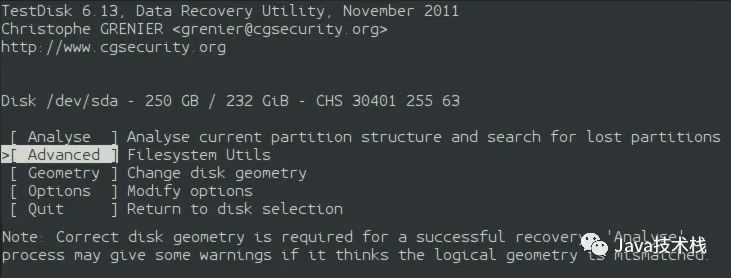 TestDisk 6.13, Data Recovery Utility, November 2011
Christophe GRENIER <grenier@cgsecurity.org>
http://www.cgsecurity.org
Disk /dev/sda - 250 GB / 232 GiB - CHS 30401 255 63
[ Analyse  ] Analyse current partition structure and search for lost partitions
>[ Advanced ] Filesystem Utils
[ Geometry ] Change disk geometry
[ Options  ] Modify options
[ Quit     ] Return to disk selection
Note: Correct disk geometry is required for a successful recovery. 'Analyse'
process may give some warnings if it thinks the logical geometry is mismatched.
Java技术栈